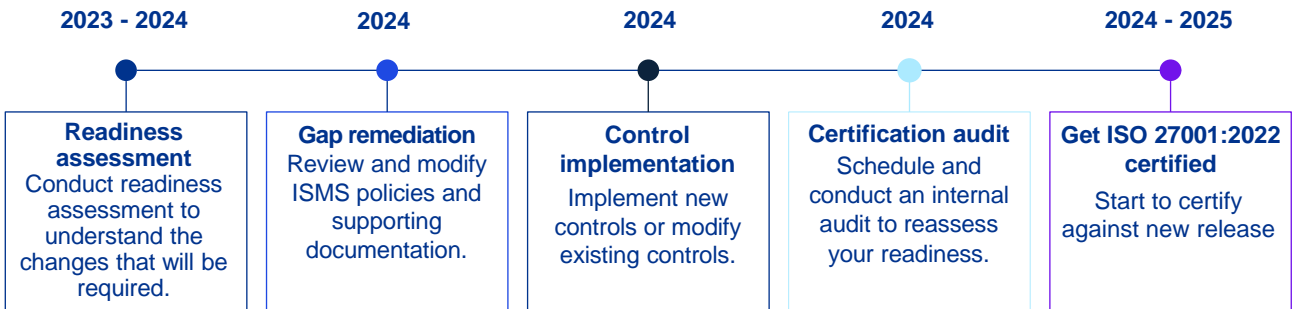 2023 - 2024
2024
2024
2024
2024 - 2025
Readiness
assessment
Conduct readiness
assessment to
understand the
changes that will be
required.
Gap remediation
Review and modify
ISMS policies and
supporting
documentation.
Control
implementation
Implement new
controls or modify
existing controls.
Certification audit
Schedule and
conduct an internal
audit to reassess
your readiness.
Get ISO 27001:2022
certified
Start to certify
against new release